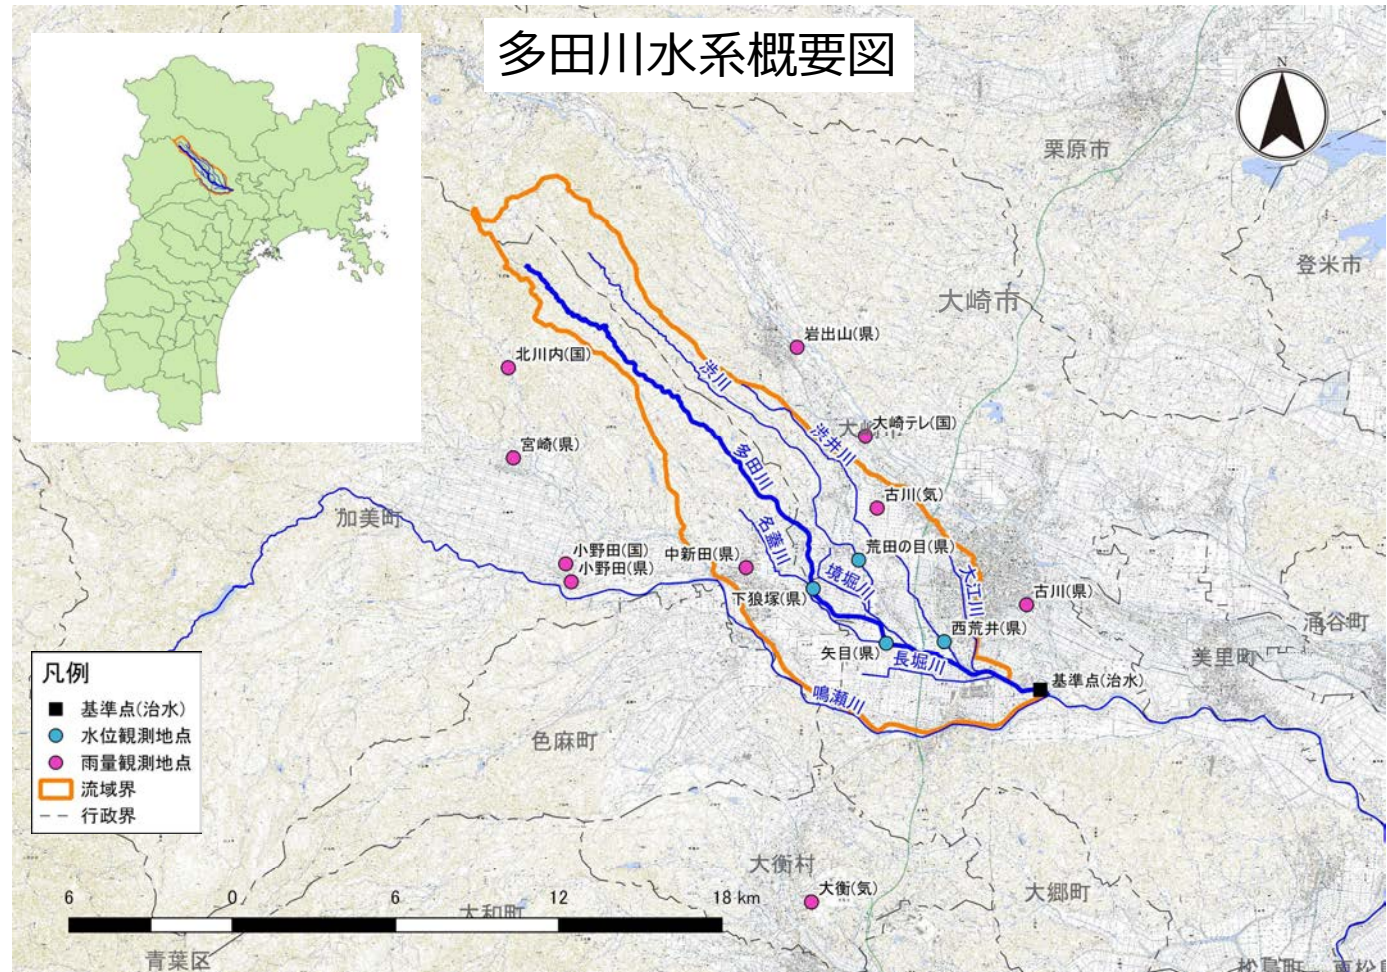 多田川水系概要図
N
栗原市
登米市
大崎市
岩出山(県)
北川内(国)
渋川
大崎テレ(国)
渋井川
宮崎(県)
多田川
古川(気)
加美町
名蓋川
荒田の目(県)
小野田(国)
小野田(県)
中新田(県)
境堀川
大江川
下狼塚(県)
古川(県)
涌谷町
西荒井(県)
矢目(県)
長堀川
美里町
基準点(治水)
鳴瀬川
色麻町
凡例
基準点(治水)
水位観測地点
雨量観測地点
流域界
行政界
大衡村
大衡(気)
大郷町
6 0 6 12 18 km
大和町
青葉区
松島町